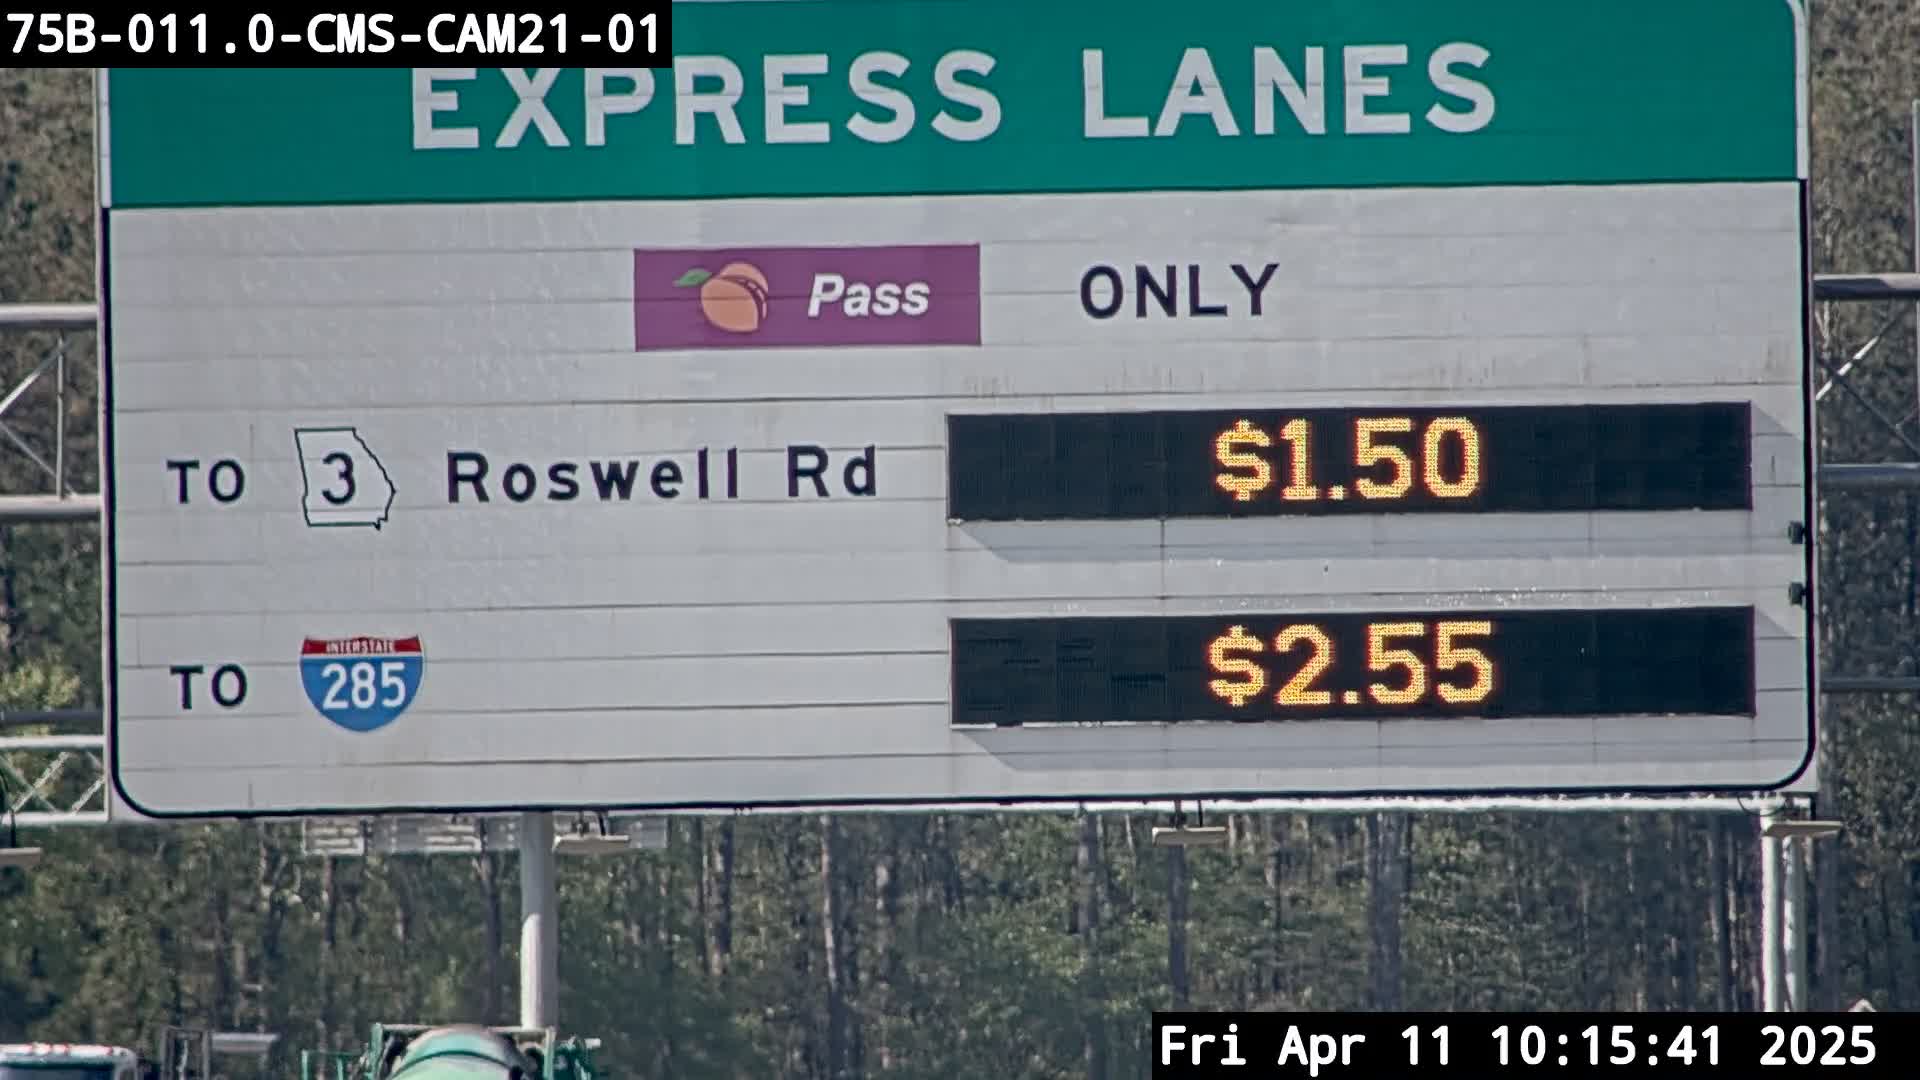 75B-011.0-CMS-CAM21-01
EXPRESS LANES
Pass ONLY
TO 3 Roswell Rd $1.50
TO INTERSTATE 285 $2.55
Fri Apr 11 10:15:41 2025